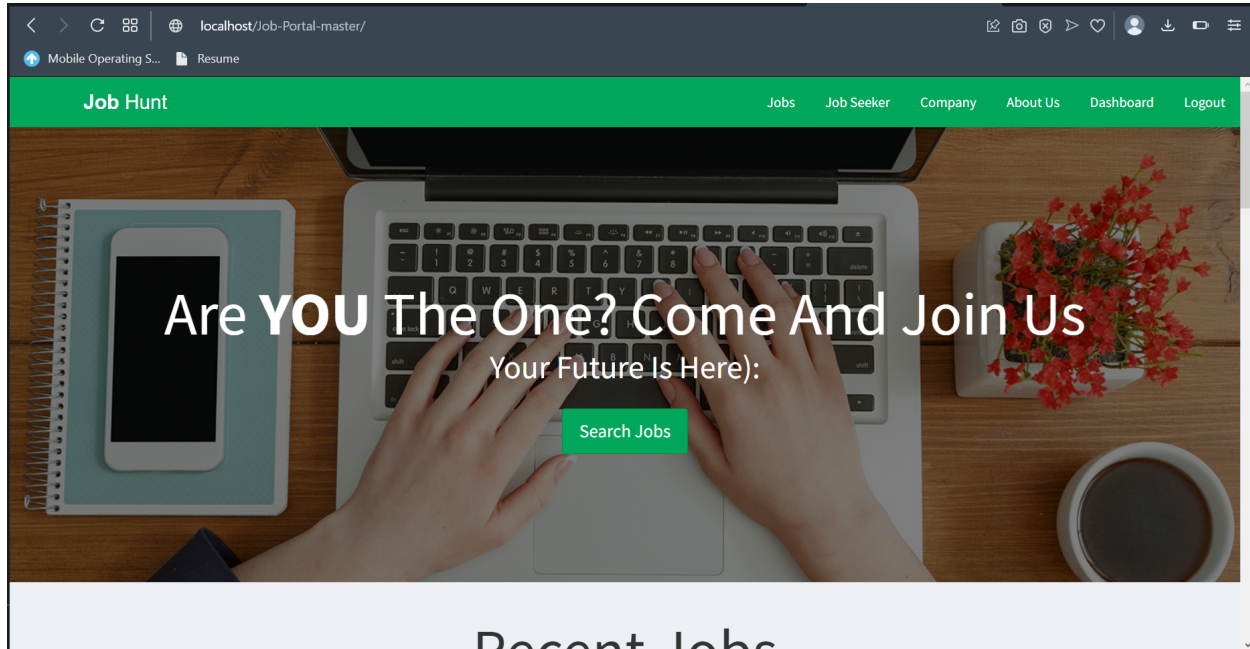 localhost/Job-Portal-master/
Mobile Operating S...
Resume
Job Hunt
Jobs
Job Seeker
Company
About Us
Dashboard
Logout
Are YOU The One? Come And Join Us
Your Future Is Here):
Search Jobs
Recent Jobs